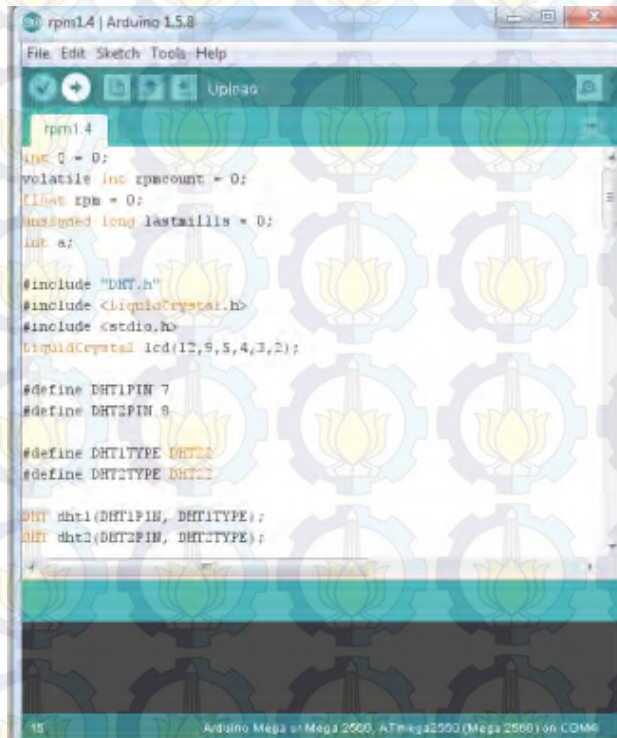 rpm1.4 | Arduino 1.5.8
File Edit Sketch Tools Help
Upload
rpm1.4
int = 0;
volatile int rpmcount = 0;
float rpm = 0;
unsigned long lastmillis = 0;
int a;
#include "DHT.h"
#include <LiquidCrystal.h>
#include <stdio.h>
LiquidCrystal lcd(12,9,5,4,3,2);
#define DHT1PIN 7
#define DHT2PIN 8
#define DHT1TYPE DHT22
#define DHT2TYPE DHT22
DHT dht1(DHT1PIN, DHT1TYPE);
DHT dht2(DHT2PIN, DHT2TYPE);
15
Arduino Mega or Mega 2560, ATmega2560 (Mega 2560) on COM4